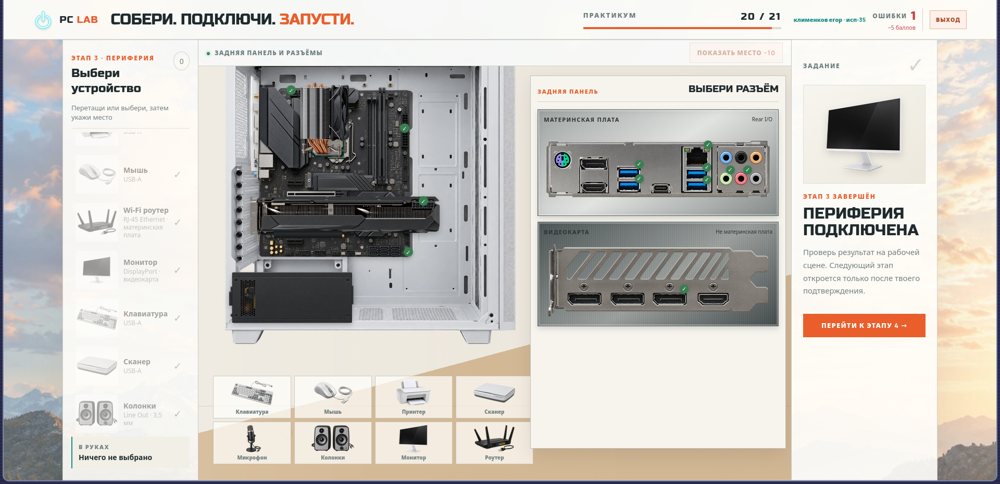 PC LAB
СОБЕРИ. ПОДКЛЮЧИ. ЗАПУСТИ.
ПРАКТИКУМ
20 / 21
клименков егор · исп-35
ОШИБКИ 1
−5 баллов
ВЫХОД
ЭТАП 3 · ПЕРИФЕРИЯ
0
Выбери
устройство
Перетащи или выбери, затем
укажи место
USB-A
Мышь
USB-A
Wi-Fi роутер
RJ-45 Ethernet ·
материнская
плата
Монитор
DisplayPort ·
видеокарта
Клавиатура
USB-A
Сканер
USB-A
Колонки
Line Out · 3,5
мм
В РУКАХ
Ничего не выбрано
ЗАДНЯЯ ПАНЕЛЬ И РАЗЪЁМЫ
ПОКАЗАТЬ МЕСТО −10
Клавиатура
Мышь
Принтер
Сканер
Микрофон
Колонки
Монитор
Роутер
ЗАДНЯЯ ПАНЕЛЬ
ВЫБЕРИ РАЗЪЁМ
МАТЕРИНСКАЯ ПЛАТА
Rear I/O
ВИДЕОКАРТА
Не материнская плата
ЗАДАНИЕ
ЭТАП 3 ЗАВЕРШЁН
ПЕРИФЕРИЯ
ПОДКЛЮЧЕНА
Проверь результат на рабочей
сцене. Следующий этап
откроется только после твоего
подтверждения.
ПЕРЕЙТИ К ЭТАПУ 4 →